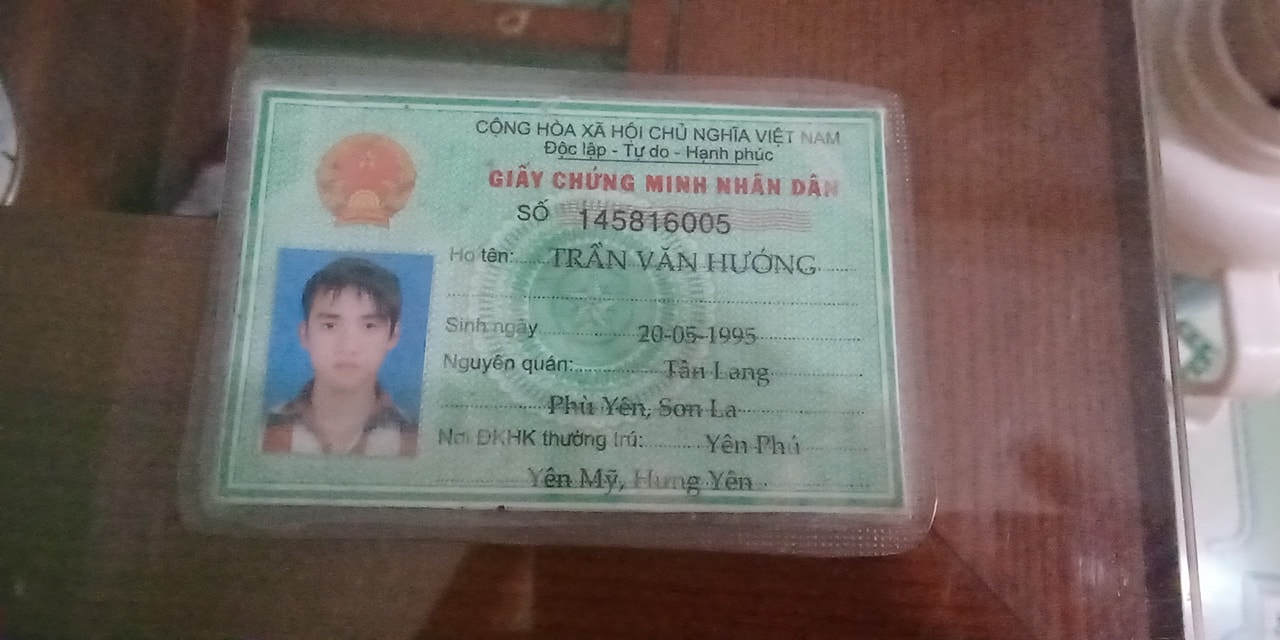 CỘNG HÒA XÃ HỘI CHỦ NGHĨA VIỆT NAM
Độc lập - Tự do - Hạnh phúc
GIẤY CHỨNG MINH NHÂN DÂN
SỐ 145816005
Họ tên: TRẦN VĂN HƯỚNG
Sinh ngày 20-05-1995
Nguyên quán: Tân Lang
Phù Yên, Sơn La
Nơi ĐKHK thường trú: Yên Phú
Yên Mỹ, Hưng Yên